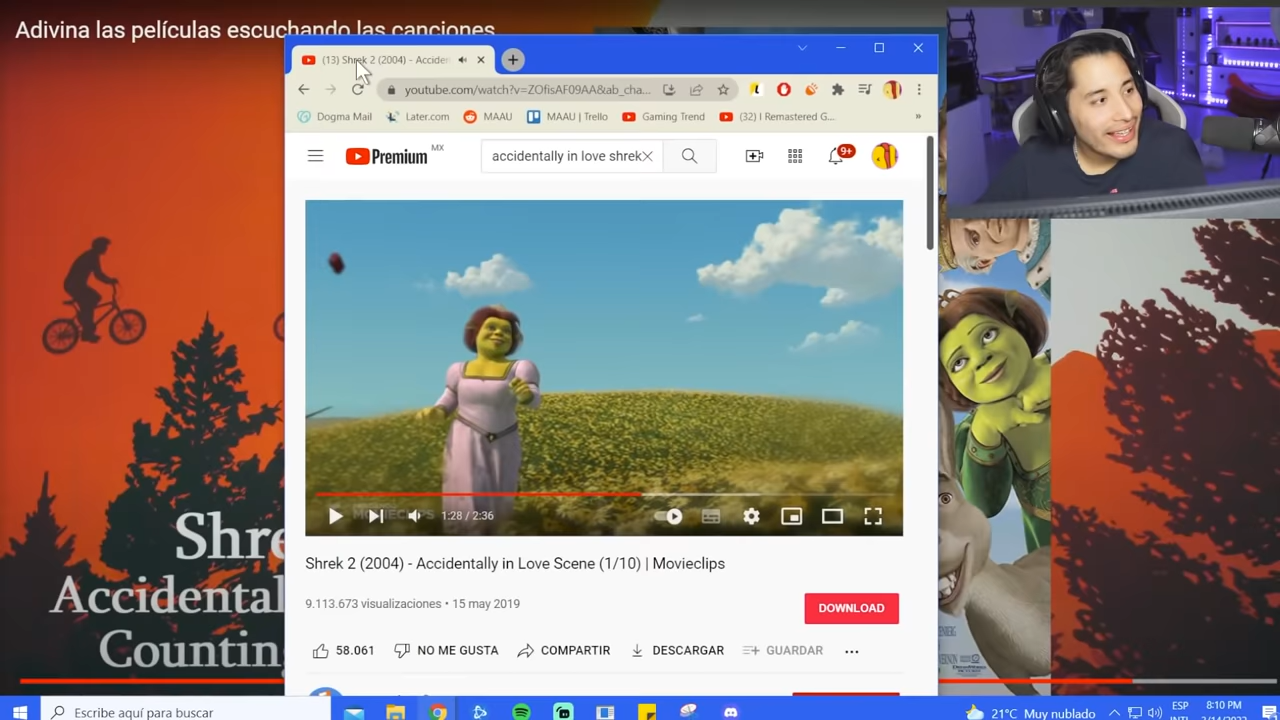 Adivina las películas escuchando las canciones
(13) Shrek 2 (2004) - Acciden
youtube.com/watch?v=ZOfisAF09AA&ab_cha...
Dogma Mail
Later.com
MAAU
MAAU | Trello
Gaming Trend
(32) I Remastered G...
»
Premium MX
accidentally in love shrek
9+
MOVIECLIPS
1:28 / 2:36
Shrek 2 (2004) - Accidentally in Love Scene (1/10) | Movieclips
9.113.673 visualizaciones • 15 may 2019
DOWNLOAD
58.061
NO ME GUSTA
COMPARTIR
DESCARGAR
GUARDAR
Shre
Accidental
Counting
Escribe aquí para buscar
21°C Muy nublado
ESP
INTL
8:10 PM